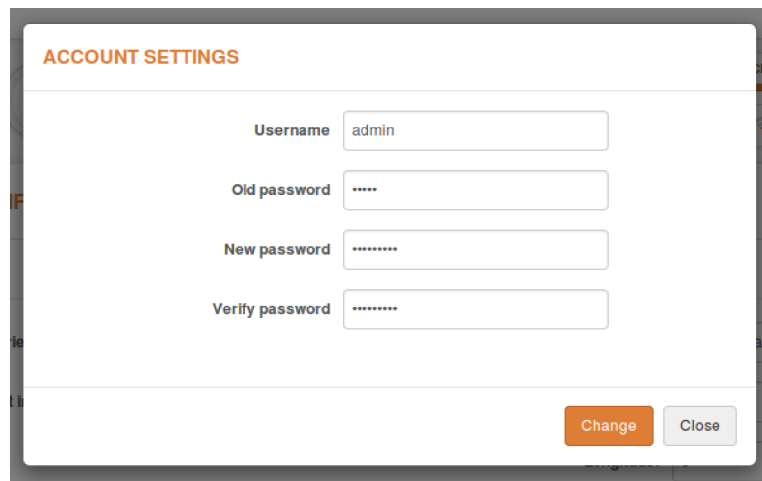 ACCOUNT SETTINGS
Username admin
Old password •••••
New password •••••••••
Verify password •••••••••
Change Close